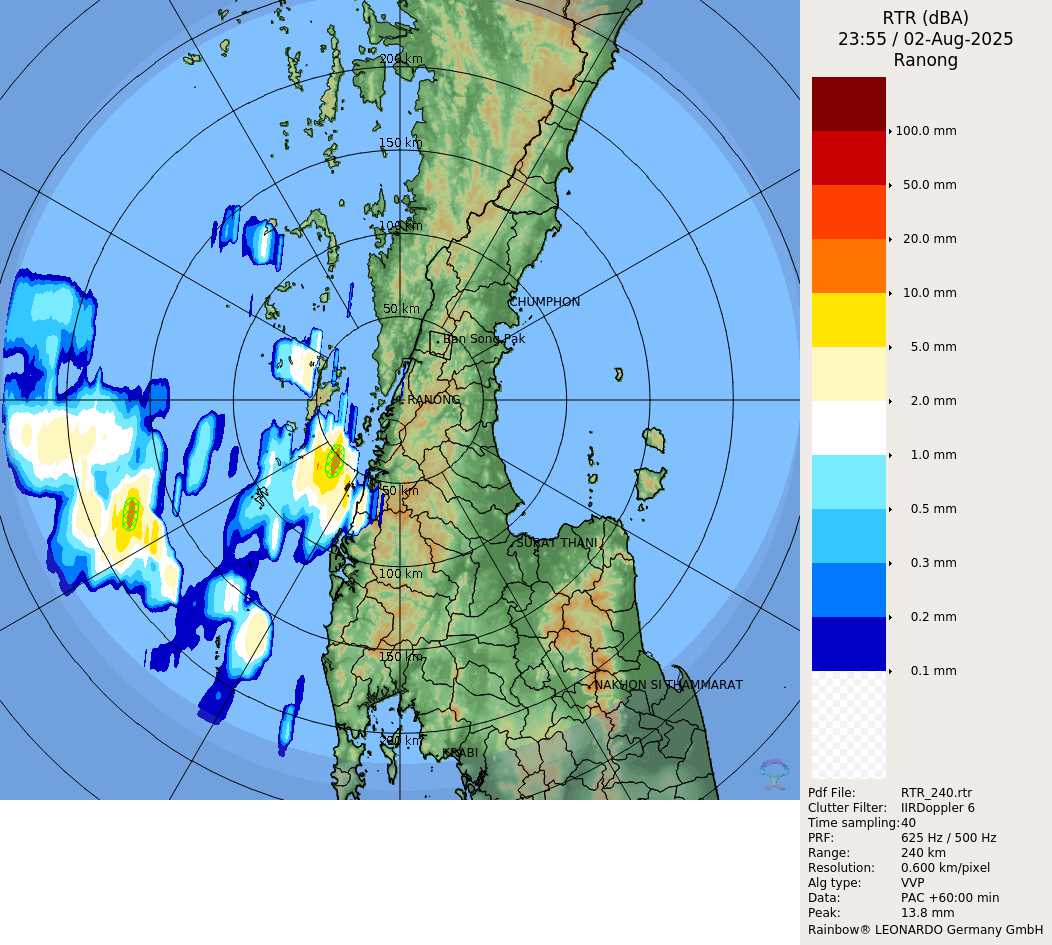 RTR (dBA)
23:55 / 02-Aug-2025
Ranong
200 km
150 km
100 km
50 km
CHUMPHON
Ban Song Pak
RANONG
50 km
SURAT THANI
100 km
150 km
NAKHON SI THAMMARAT
200 km
KRABI
100.0 mm
50.0 mm
20.0 mm
10.0 mm
5.0 mm
2.0 mm
1.0 mm
0.5 mm
0.3 mm
0.2 mm
0.1 mm
Pdf File: RTR_240.rtr
Clutter Filter: IIRDoppler 6
Time sampling: 40
PRF: 625 Hz / 500 Hz
Range: 240 km
Resolution: 0.600 km/pixel
Alg type: VVP
Data: PAC +60:00 min
Peak: 13.8 mm
Rainbow® LEONARDO Germany GmbH